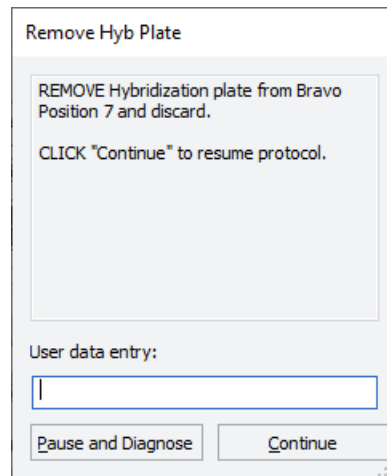 Remove Hyb Plate
REMOVE Hybridization plate from Bravo
Position 7 and discard.
CLICK "Continue" to resume protocol.
User data entry:
Pause and Diagnose
Continue